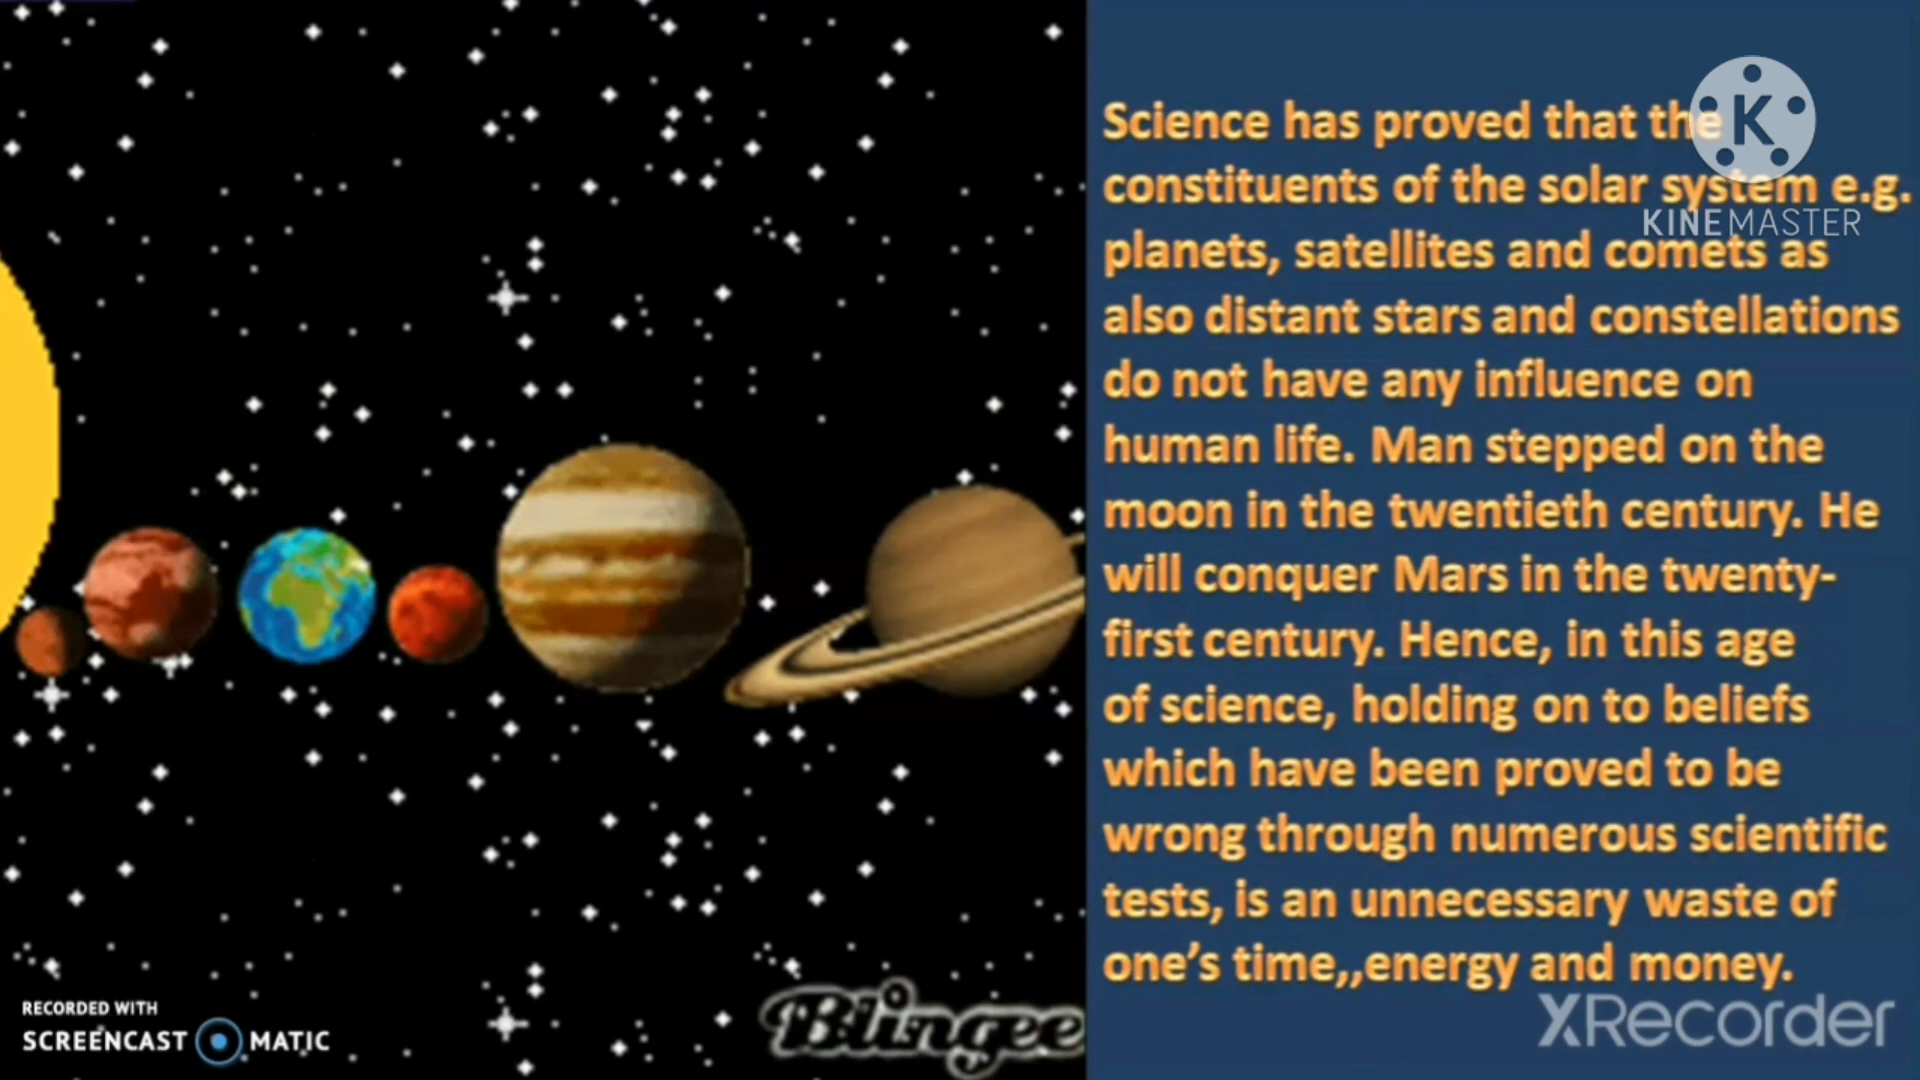 Science has proved that the
constituents of the solar system e.g.
planets, satellites and comets as
also distant stars and constellations
do not have any influence on
human life. Man stepped on the
moon in the twentieth century. He
will conquer Mars in the twenty-
first century. Hence, in this age
of science, holding on to beliefs
which have been proved to be
wrong through numerous scientific
tests, is an unnecessary waste of
one’s time,,energy and money.
K
KINEMASTER
RECORDED WITH
SCREENCAST MATIC
Blingee
XRecorder